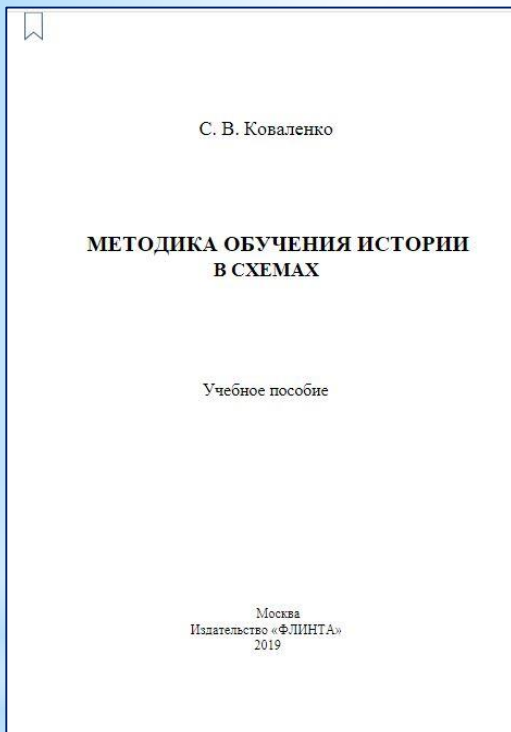 С. В. Коваленко
МЕТОДИКА ОБУЧЕНИЯ ИСТОРИИ
В СХЕМАХ
Учебное пособие
Москва
Издательство «ФЛИНТА»
2019